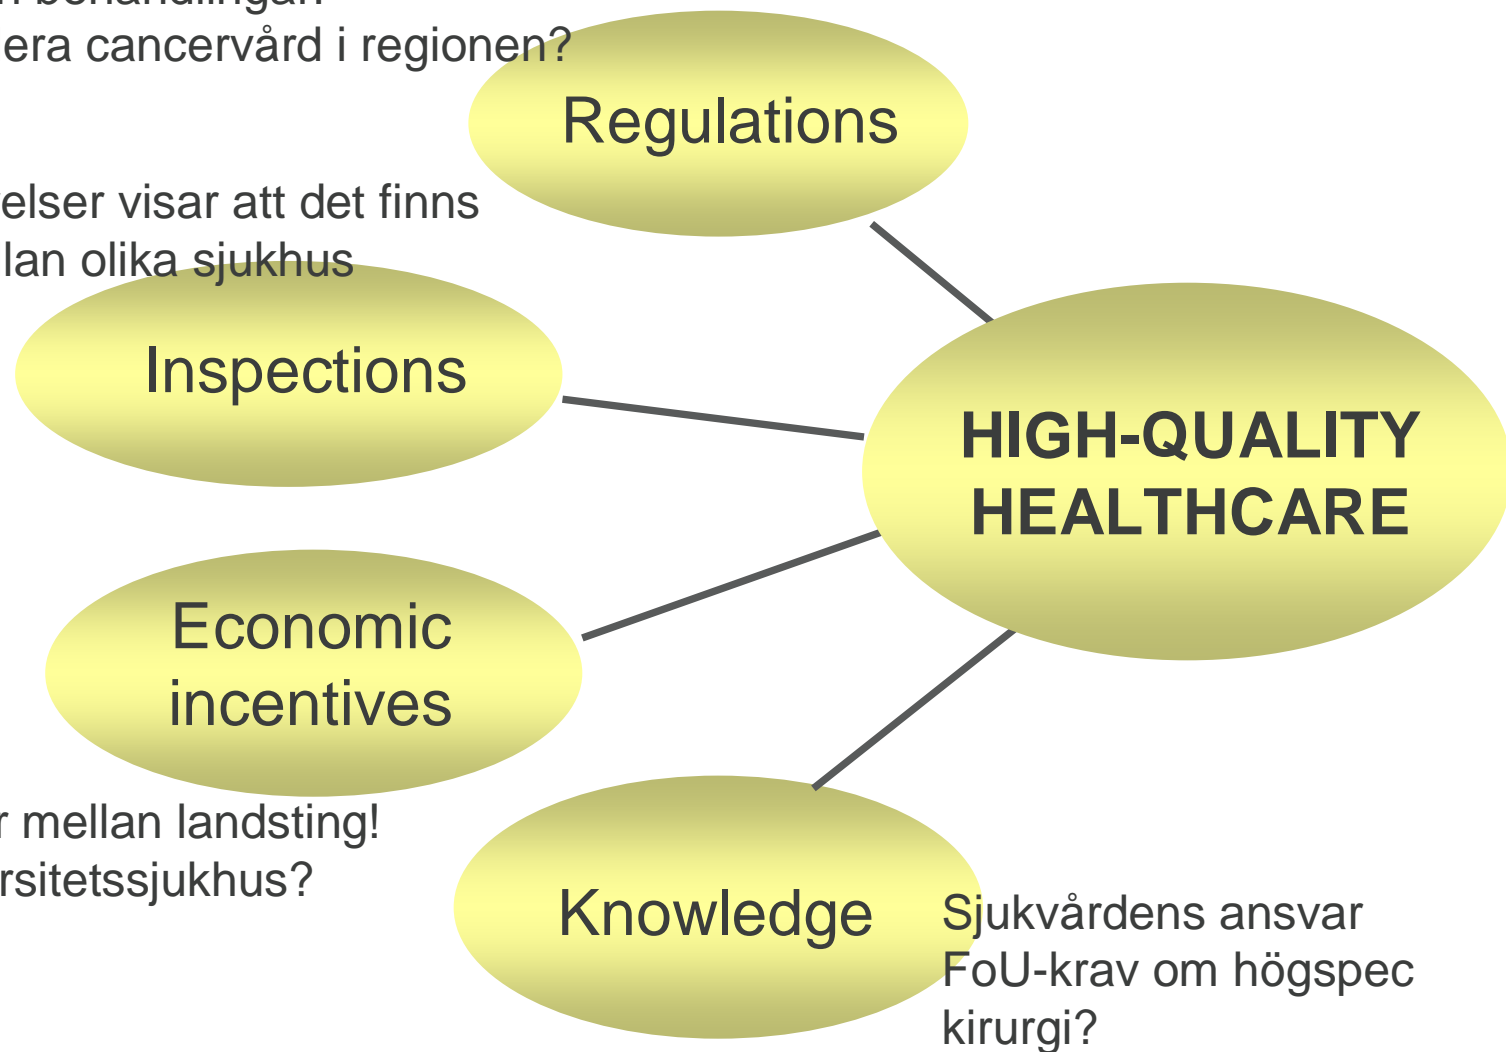 behandlingar.
era cancervård i regionen?
Regulations
elser visar att det finns
lan olika sjukhus
Inspections
HIGH-QUALITY
HEALTHCARE
Economic
incentives
r mellan landsting!
rsitetssjukhus?
Knowledge
Sjukvårdens ansvar
FoU-krav om högspec
kirurgi?